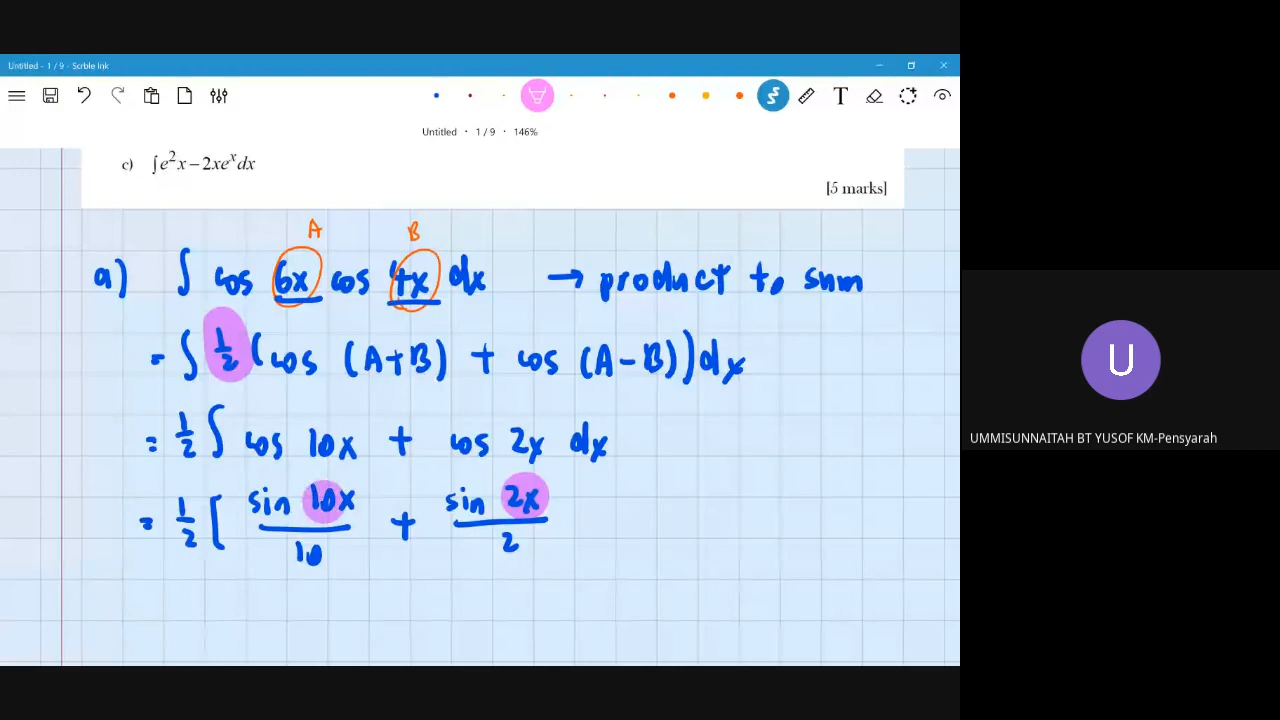 Untitled - 1 / 9 - Scrble Ink
T
Untitled • 1 / 9 • 146%
c) ∫e²x − 2xeˣdx
[5 marks]
A B
a) ∫ cos 6x cos 4x dx → product to sum
= ∫ 1/2 (cos (A+B) + cos (A−B)) dx
= 1/2 ∫ cos 10x + cos 2x dx
= 1/2 [ sin 10x / 10 + sin 2x / 2
U
UMMISUNNAITAH BT YUSOF KM-Pensyarah